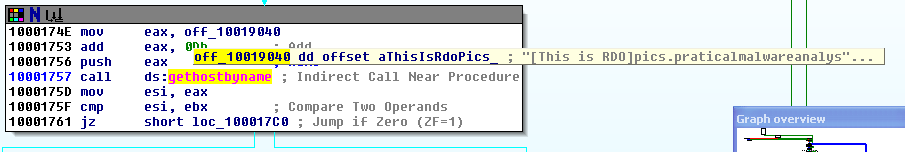 N
1000174E mov     eax, off_10019040
10001753 add     eax, 0Dh        ; Add
off_10019040 dd offset aThisIsRdoPics_ ; "[This is RDO]pics.praticalmalwareanalys"...
10001756 push    eax
10001757 call    ds:gethostbyname ; Indirect Call Near Procedure
1000175D mov     esi, eax
1000175F cmp     esi, ebx        ; Compare Two Operands
10001761 jz      short loc_100017C0 ; Jump if Zero (ZF=1)
Graph overview